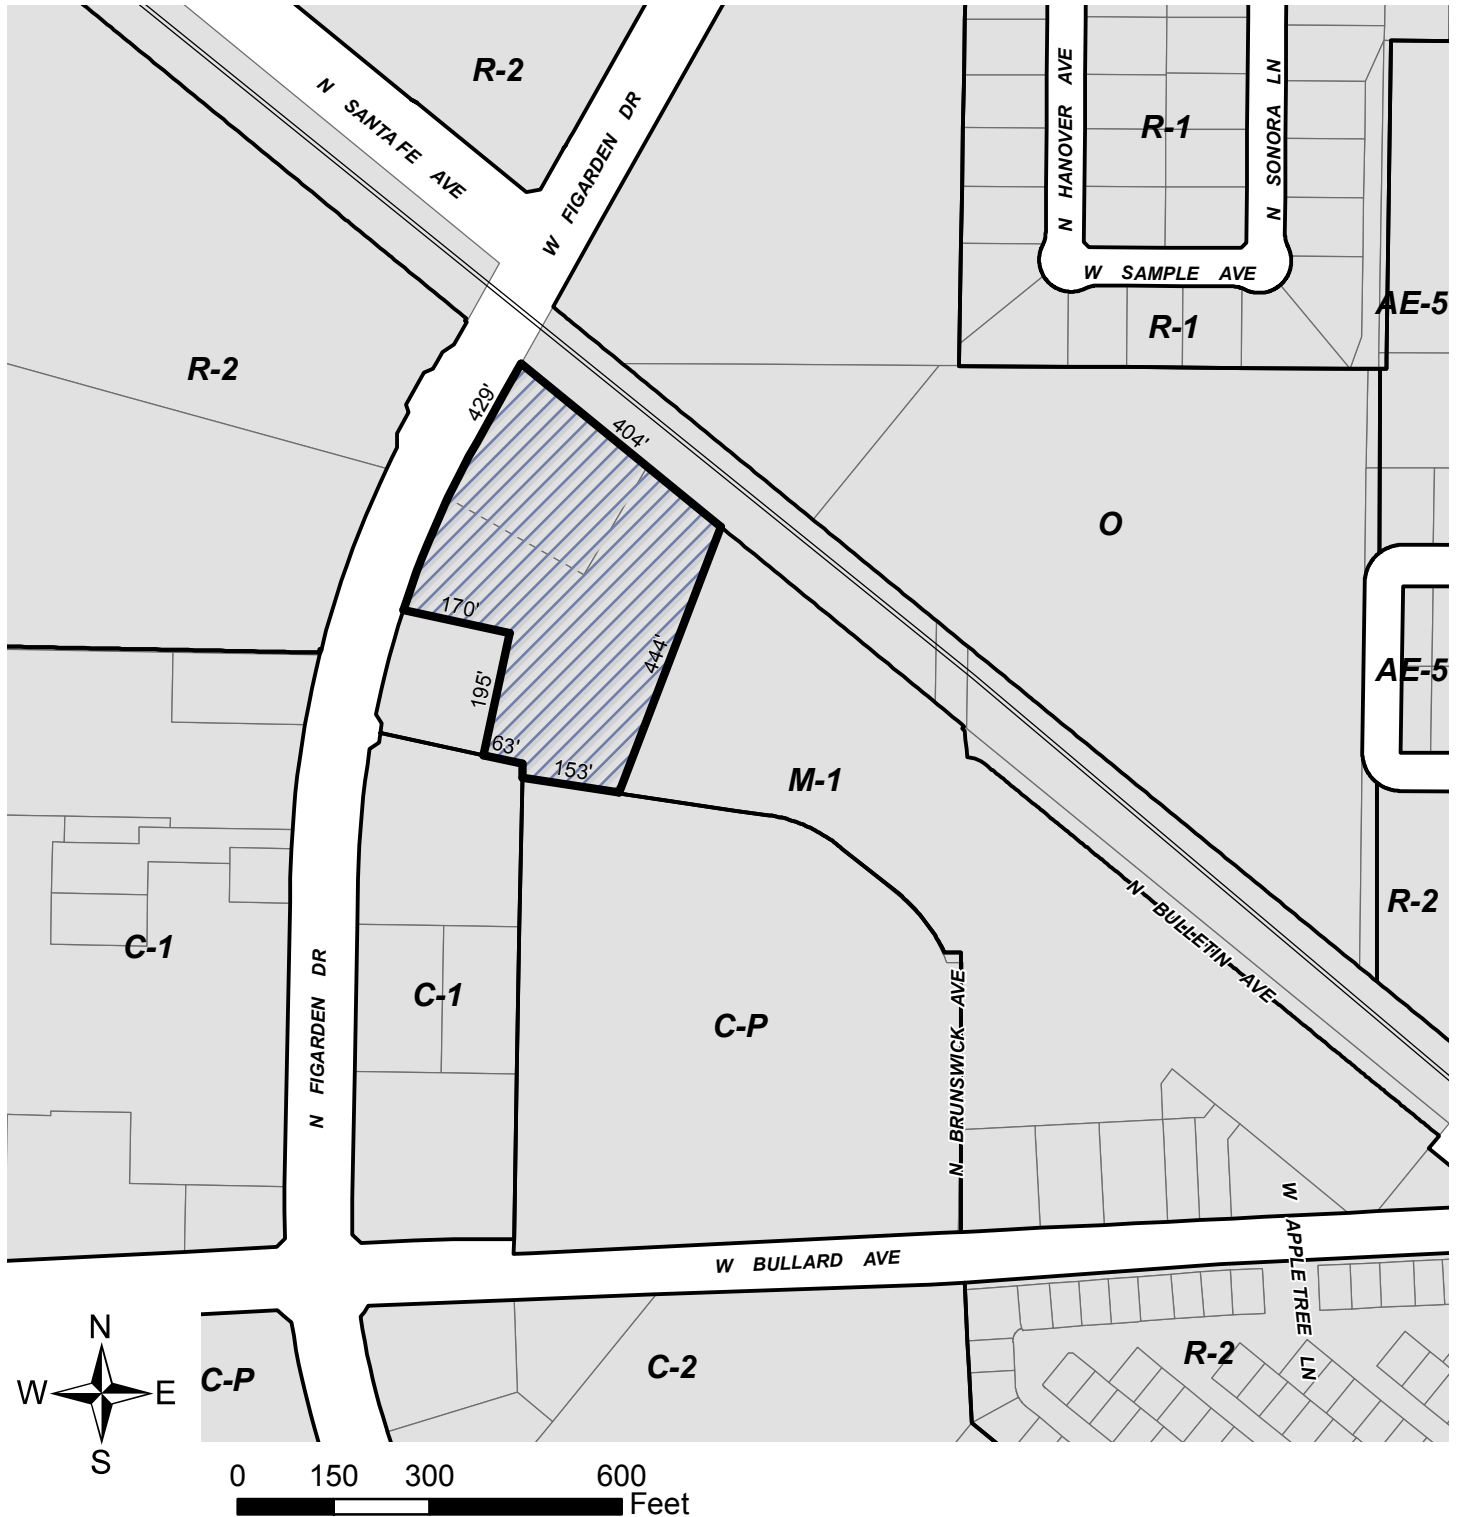 R-2
N SANTA FE AVE
W FIGARDEN DR
N HANOVER AVE
R-1
N SONORA LN
W SAMPLE AVE
AE-5
R-1
R-2
429'
404'
O
170'
444'
195'
AE-5
63'
153'
M-1
N BULLETIN AVE
R-2
C-1
C-1
N FIGARDEN DR
C-P
N BRUNSWICK AVE
W APPLE TREE LN
W BULLARD AVE
N
W E
S
C-P
C-2
R-2
0 150 300 600
Feet